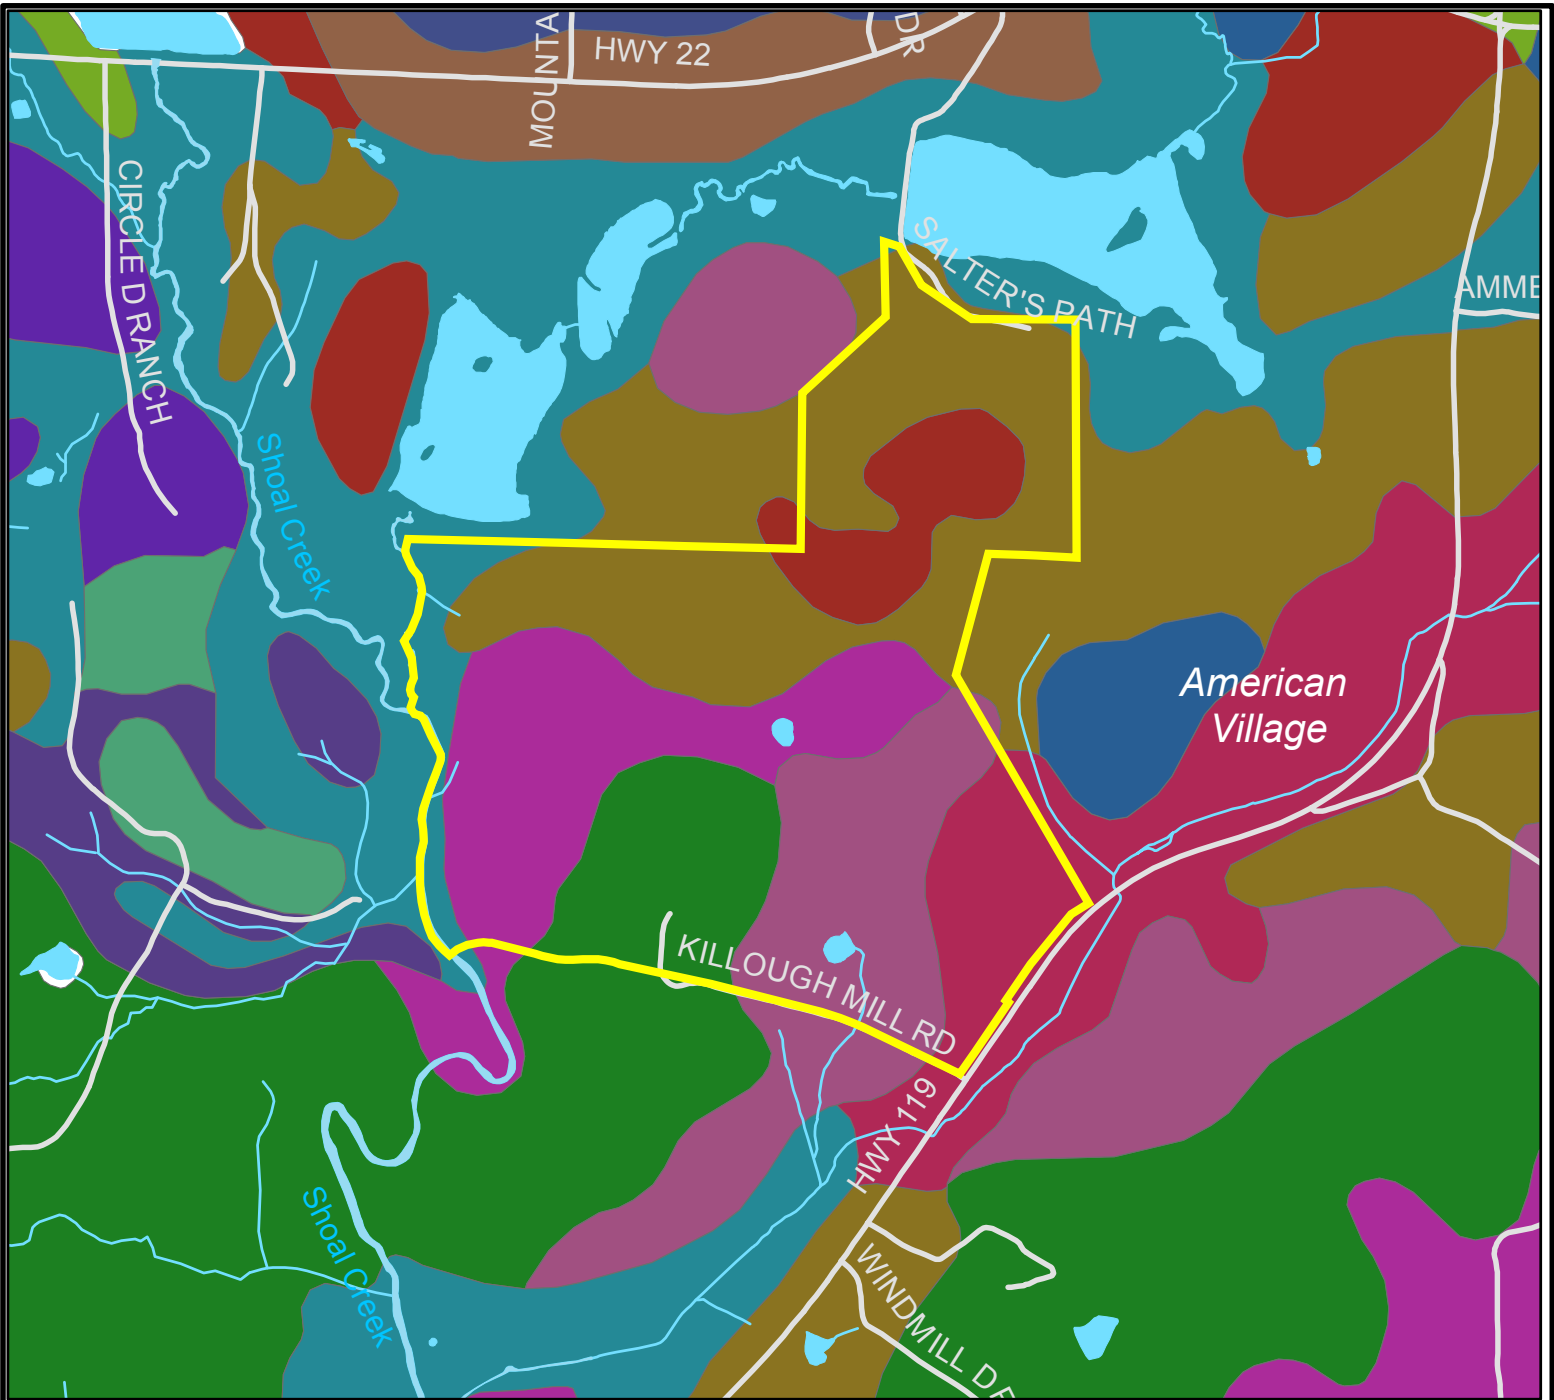 MOUNTA
HWY 22
DR
CIRCLE D RANCH
SALTER'S PATH
AMME
Shoal Creek
American
Village
KILLOUGH MILL RD
HWY 119
Shoal Creek
WINDMILL DR